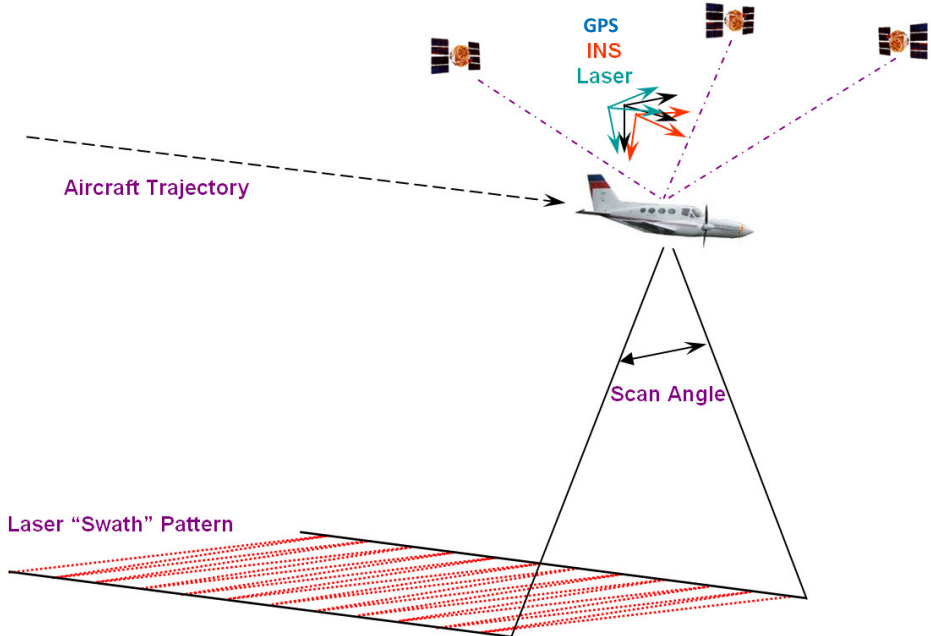 GPS
INS
Laser
Aircraft Trajectory
Scan Angle
Laser “Swath” Pattern